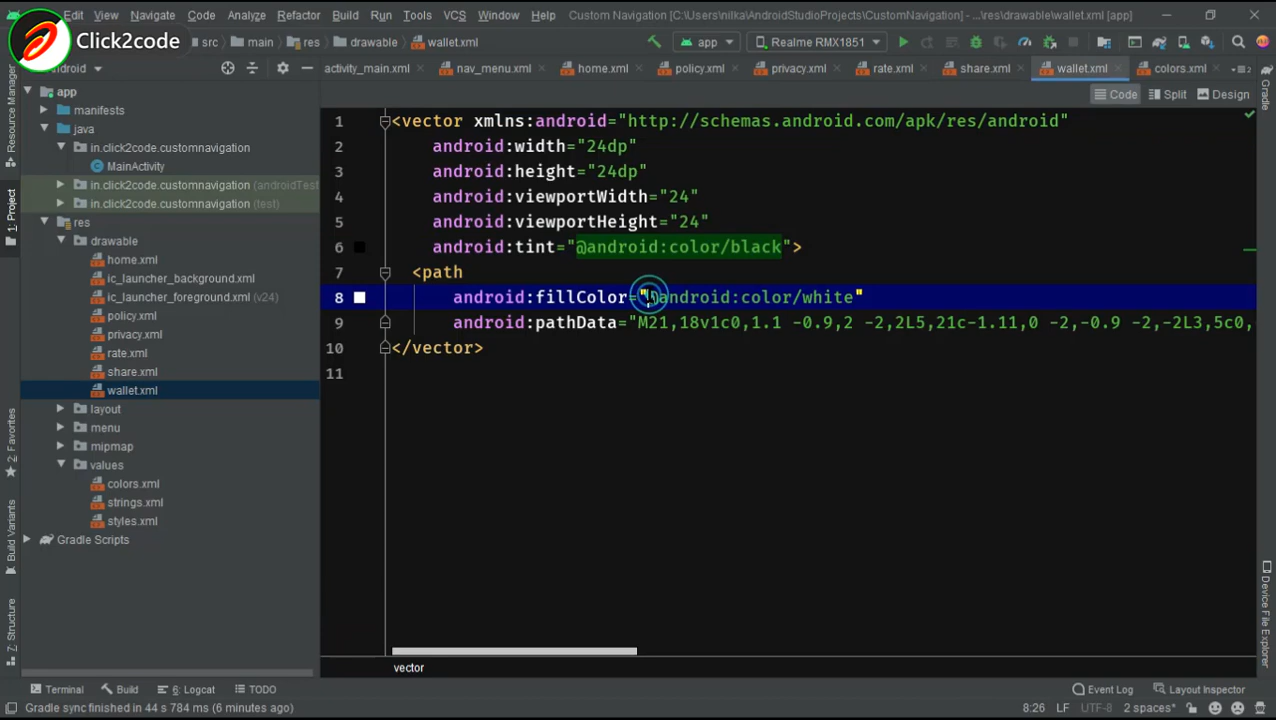 File Edit View Navigate Code Analyze Refactor Build Run Tools VCS Window Help Custom Navigation
Click2code
src main res drawable wallet.xml app Realme RMX1851
activity_main.xml nav_menu.xml home.xml policy.xml privacy.xml rate.xml share.xml wallet.xml colors.xml
Code Split Design
app
manifests
java
in.click2code.customnavigation
MainActivity
in.click2code.customnavigation (androidTest
in.click2code.customnavigation (test)
res
drawable
home.xml
ic_launcher_background.xml
ic_launcher_foreground.xml (v24)
policy.xml
privacy.xml
rate.xml
share.xml
wallet.xml
layout
menu
mipmap
values
colors.xml
strings.xml
styles.xml
Gradle Scripts
1 <vector xmlns:android="http://schemas.android.com/apk/res/android"
2 android:width="24dp"
3 android:height="24dp"
4 android:viewportWidth="24"
5 android:viewportHeight="24"
6 android:tint="@android:color/black">
7 <path
8 android:fillColor="@android:color/white"
9 android:pathData="M21,18v1c0,1.1 -0.9,2 -2,2L5,21c-1.11,0 -2,-0.9 -2,-2L3,5c0,
10 </vector>
11
vector
Resource Manager
1: Project
2: Favorites
Build Variants
7: Structure
Gradle
Device File Explorer
Terminal Build 6: Logcat TODO Event Log Layout Inspector
Gradle sync finished in 44 s 784 ms (6 minutes ago) 8:26 LF UTF-8 2 spaces*